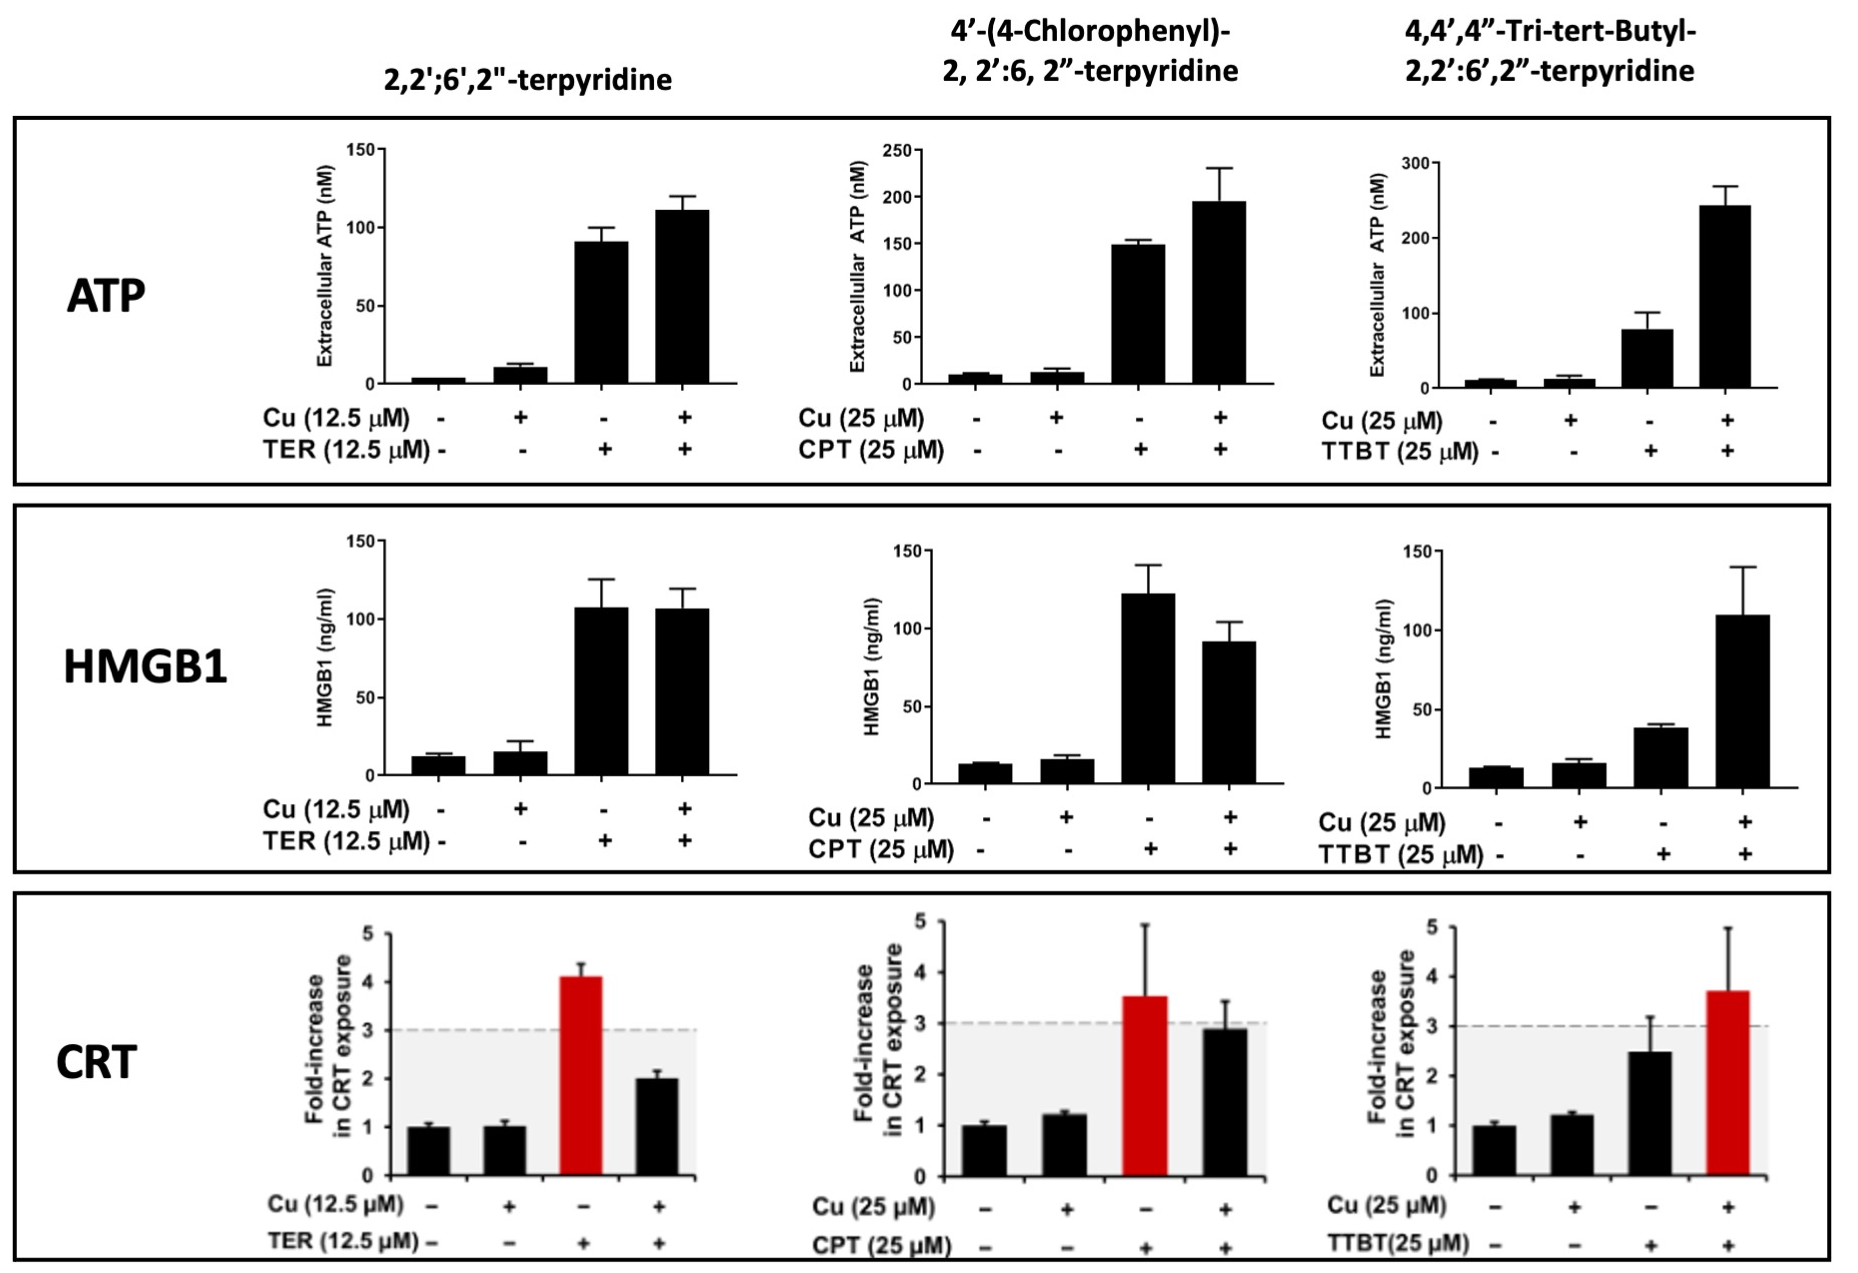 2,2';6',2"-terpyridine
4’-(4-Chlorophenyl)-
2, 2’:6, 2”-terpyridine
4,4’,4”-Tri-tert-Butyl-
2,2’:6’,2”-terpyridine
ATP
Extracellular ATP (nM)
150
100
50
0
Cu (12.5 μM) - + - +
TER (12.5 μM) - - + +
Extracellullar ATP (nM)
250
200
150
100
50
0
Cu (25 μM) - + - +
CPT (25 μM) - - + +
Extracellullar ATP (nM)
300
200
100
0
Cu (25 μM) - + - +
TTBT (25 μM) - - + +
HMGB1
HMGB1 (ng/ml)
150
100
50
0
Cu (12.5 μM) - + - +
TER (12.5 μM) - - + +
HMGB1 (ng/ml)
150
100
50
0
Cu (25 μM) - + - +
CPT (25 μM) - - + +
HMGB1 (ng/ml)
150
100
50
0
Cu (25 μM) - + - +
TTBT (25 μM) - - + +
CRT
Fold-increase
in CRT exposure
5
4
3
2
1
0
Cu (12.5 μM) – + – +
TER (12.5 μM) – – + +
Fold-increase
in CRT exposure
5
4
3
2
1
0
Cu (25 μM) – + – +
CPT (25 μM) – – + +
Fold-increase
in CRT exposure
5
4
3
2
1
0
Cu (25 μM) – + – +
TTBT(25 μM) – – + +